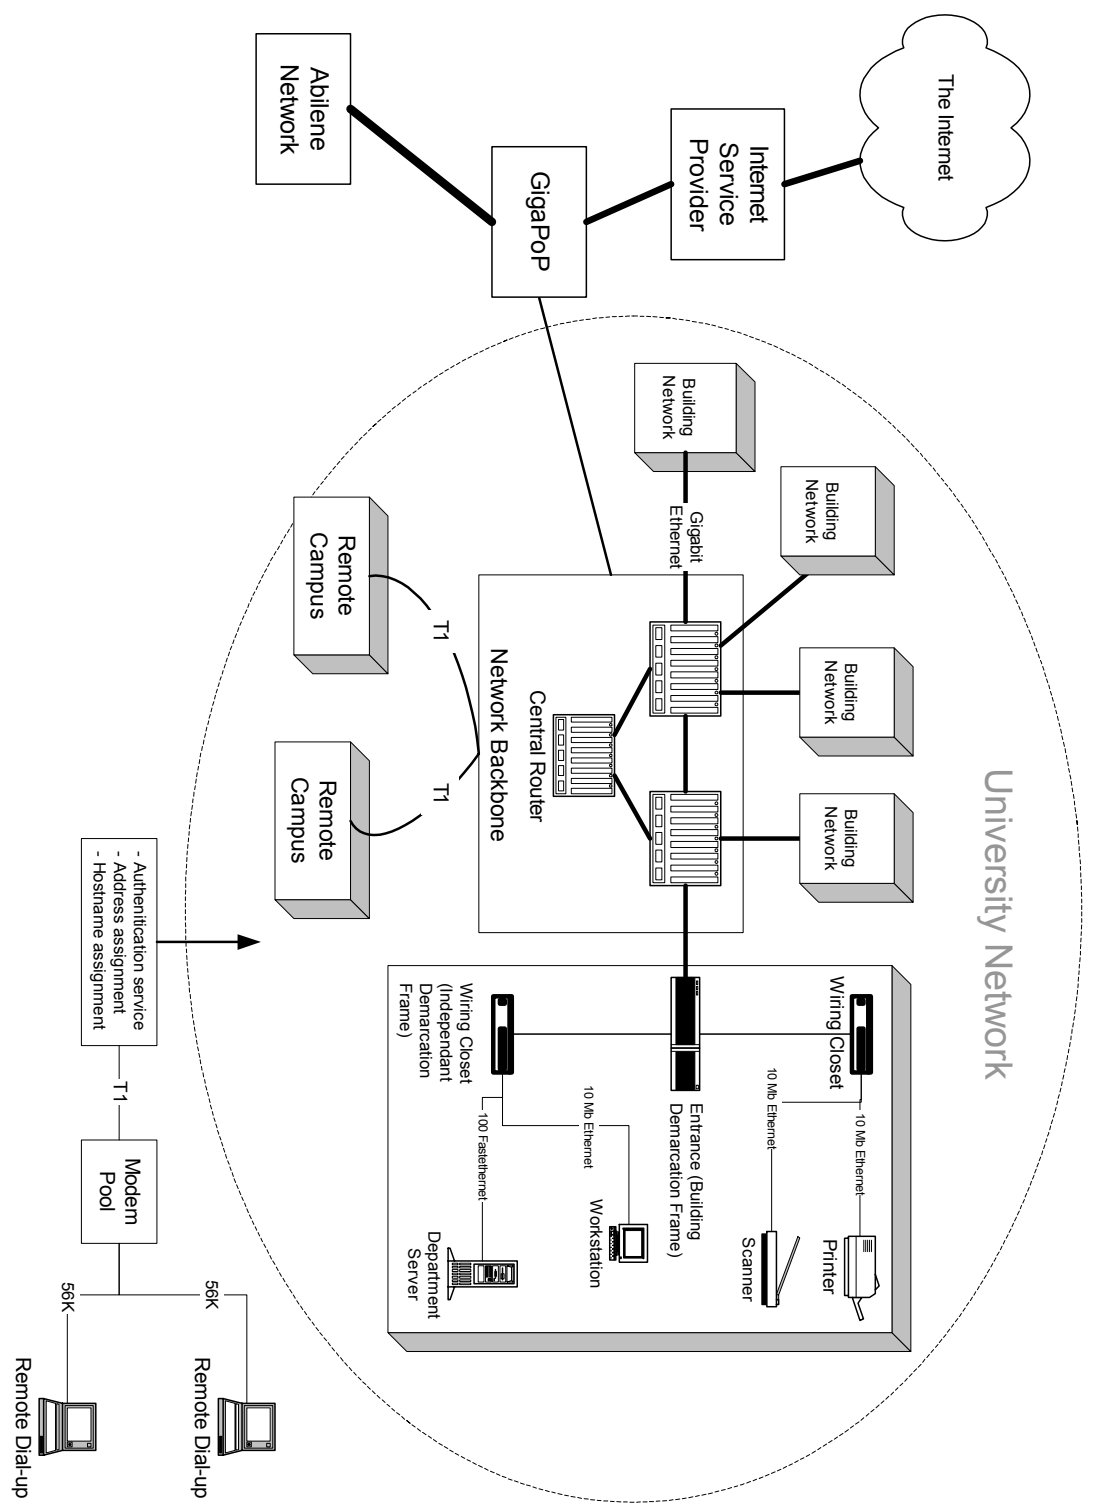 The Internet
Internet
Service
Provider
GigaPoP
Abilene
Network
University Network
Building
Network
Building
Network
Building
Network
Building
Network
Gigabit
Ethernet
Central Router
Network Backbone
T1
T1
Remote
Campus
Remote
Campus
Wiring Closet
10 Mb Ethernet
10 Mb Ethernet
Printer
Scanner
Entrance (Building
Demarcation Frame)
Wiring Closet
(Independant
Demarcation
Frame)
10 Mb Ethernet
100 Fastethernet
Workstation
Department
Server
- Authenitication service
- Address assignment
- Hostname assignment
T1
Modem
Pool
56K
56K
Remote Dial-up
Remote Dial-up